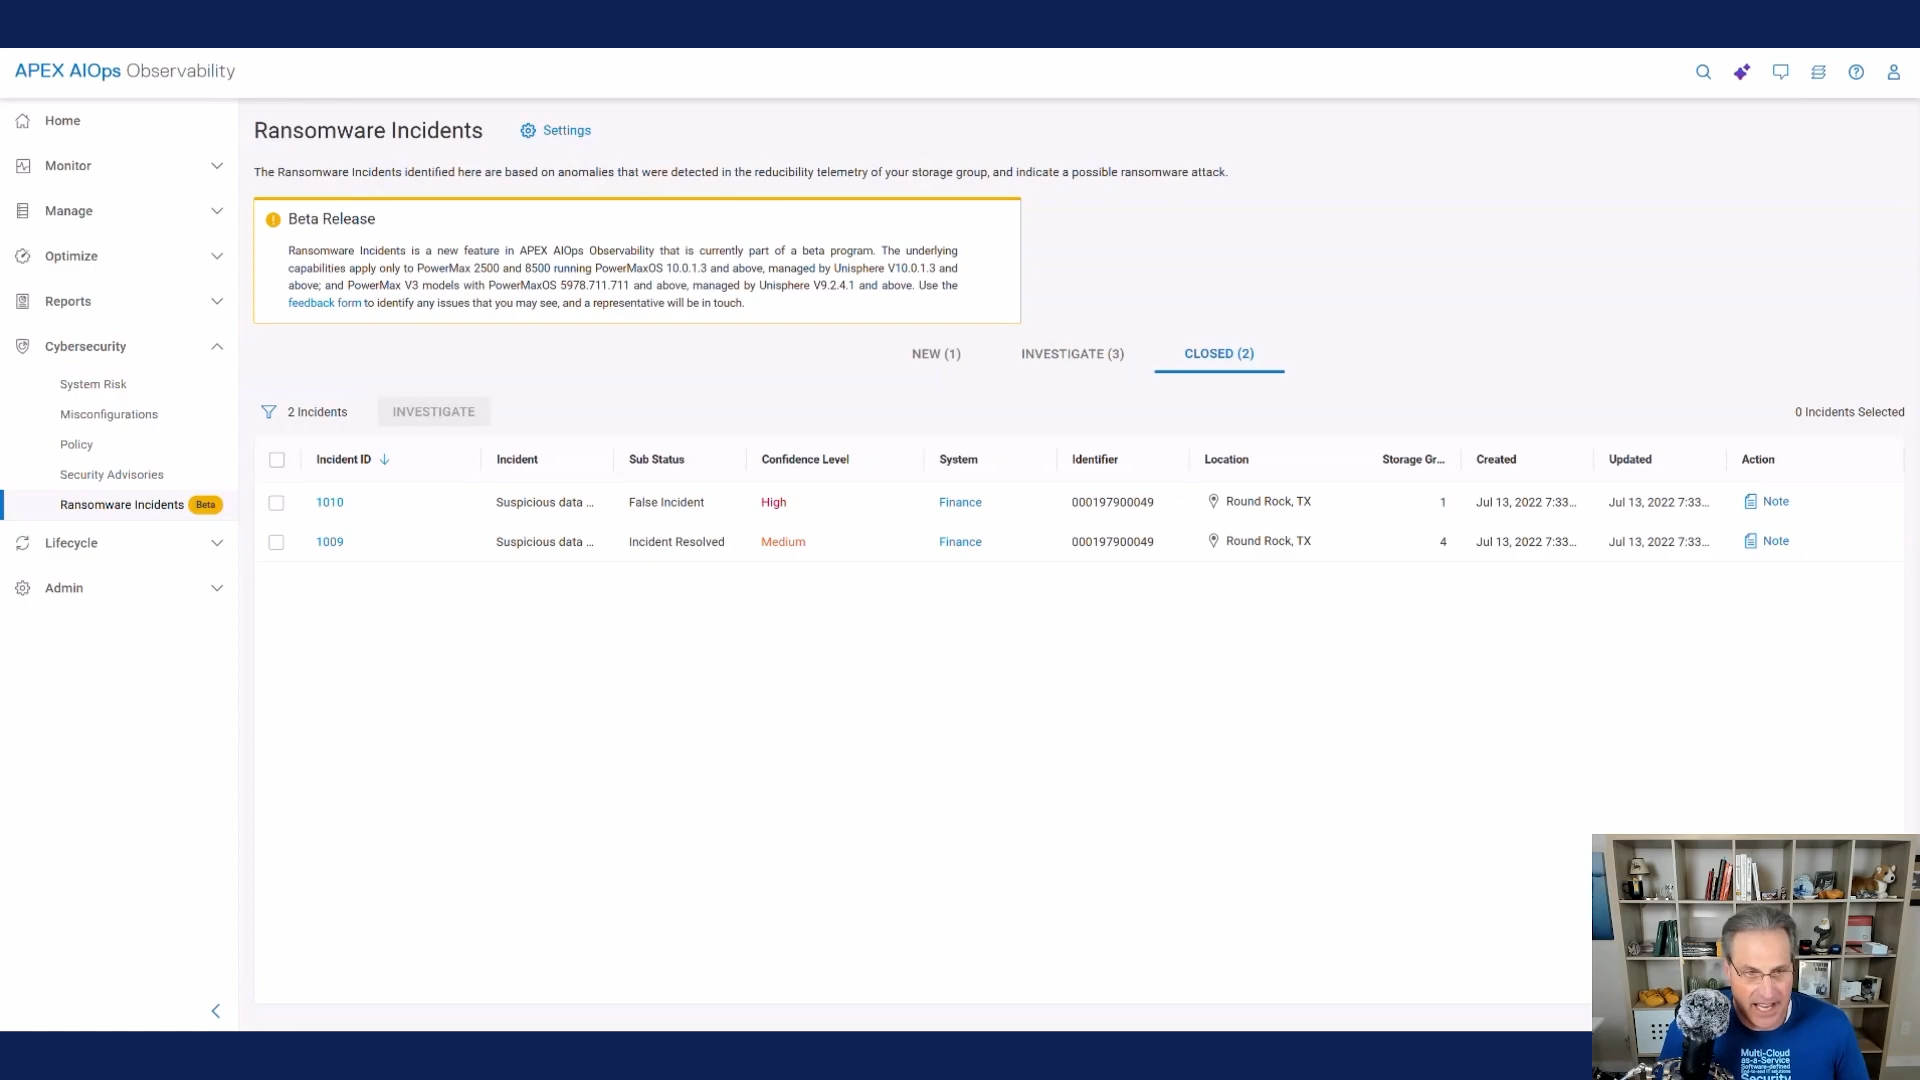 APEX AIOps Observability
Home
Monitor
Manage
Optimize
Reports
Cybersecurity
System Risk
Misconfigurations
Policy
Security Advisories
Ransomware Incidents Beta
Lifecycle
Admin
Ransomware Incidents Settings
The Ransomware Incidents identified here are based on anomalies that were detected in the reducibility telemetry of your storage group, and indicate a possible ransomware attack.
Beta Release
Ransomware Incidents is a new feature in APEX AIOps Observability that is currently part of a beta program. The underlying
capabilities apply only to PowerMax 2500 and 8500 running PowerMaxOS 10.0.1.3 and above, managed by Unisphere V10.0.1.3 and
above; and PowerMax V3 models with PowerMaxOS 5978.711.711 and above, managed by Unisphere V9.2.4.1 and above. Use the
feedback form to identify any issues that you may see, and a representative will be in touch.
NEW (1) INVESTIGATE (3) CLOSED (2)
2 Incidents INVESTIGATE 0 Incidents Selected
Incident ID Incident Sub Status Confidence Level System Identifier Location Storage Gr... Created Updated Action
1010 Suspicious data ... False Incident High Finance 000197900049 Round Rock, TX 1 Jul 13, 2022 7:33... Jul 13, 2022 7:33... Note
1009 Suspicious data ... Incident Resolved Medium Finance 000197900049 Round Rock, TX 4 Jul 13, 2022 7:33... Jul 13, 2022 7:33... Note
Multi-Cloud
as-a-Service
Software-defined
End-to-end IT solutions
Security